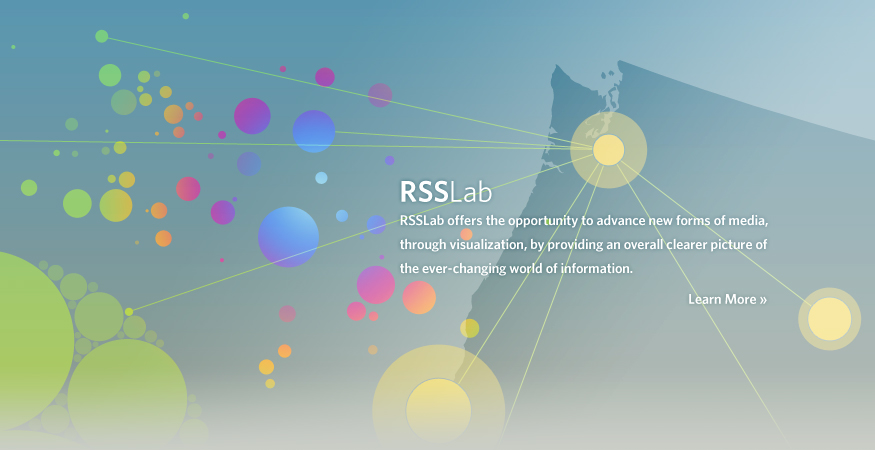 RSSLab
RSSLab offers the opportunity to advance new forms of media,
through visualization, by providing an overall clearer picture of
the ever-changing world of information.
Learn More »